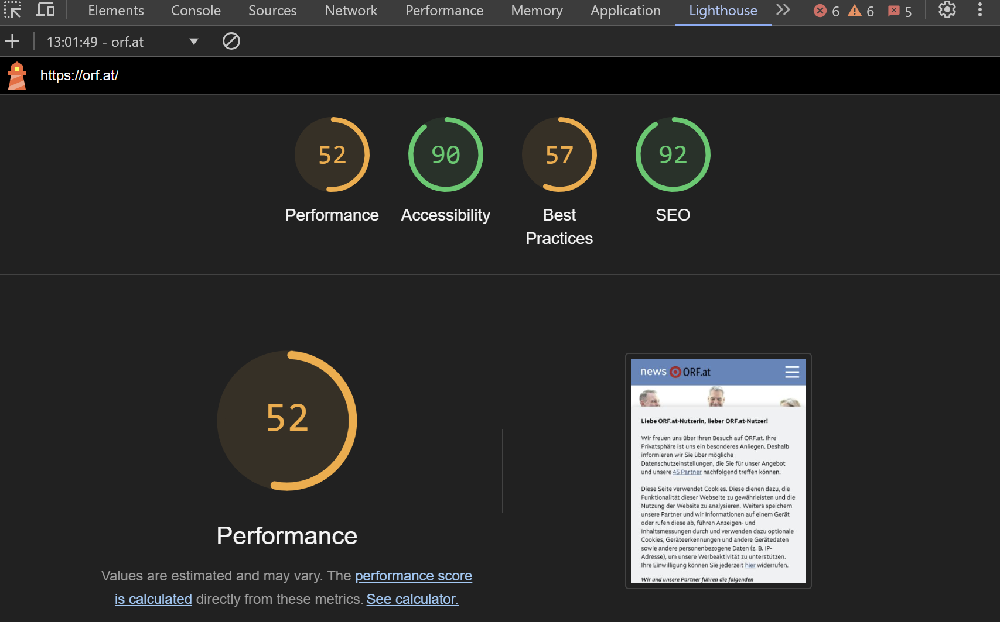 Elements Console Sources Network Performance Memory Application Lighthouse 6 6 5
13:01:49 - orf.at
https://orf.at/
52 90 57 92
Performance Accessibility Best Practices SEO
52
Performance
Values are estimated and may vary. The performance score
is calculated directly from these metrics. See calculator.
news ORF.at
Liebe ORF.at-Nutzerin, lieber ORF.at-Nutzer!
Wir freuen uns über Ihren Besuch auf ORF.at. Ihre
Privatsphäre ist uns ein besonderes Anliegen. Deshalb
informieren wir Sie über mögliche
Datenschutzeinstellungen, die Sie für unser Angebot
und unsere 45 Partner nachfolgend treffen können.
Diese Seite verwendet Cookies. Diese dienen dazu, die
Funktionalität dieser Webseite zu gewährleisten und die
Nutzung der Website zu analysieren. Weiters speichern
unsere Partner und wir Informationen auf einem Gerät
oder rufen diese ab, führen Anzeigen- und
Inhaltsmessungen durch und verwenden dazu optionale
Cookies, Geräteerkennungen und andere Gerätedaten
sowie andere personenbezogene Daten (z. B. IP-
Adresse), um unsere Werbeaktivität zu unterstützen.
Ihre Einwilligung können Sie jederzeit hier widerrufen.
Wir und unsere Partner führen die folgenden